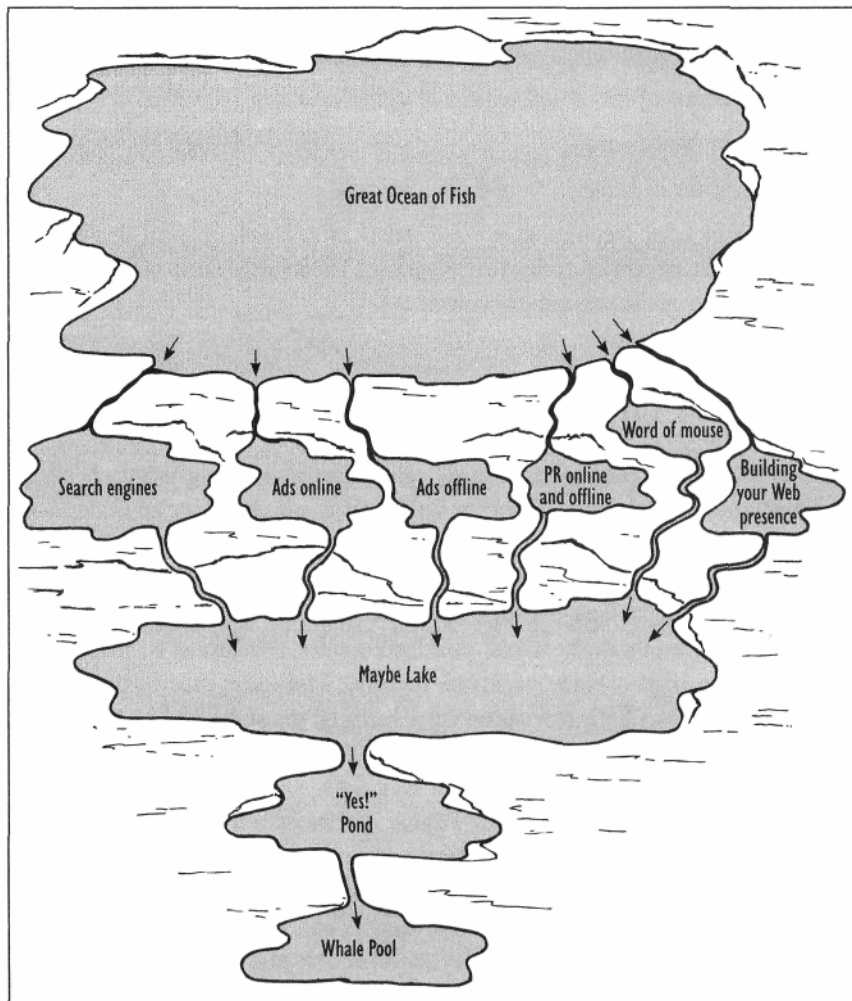 Great Ocean of Fish
Word of mouse
Search engines
Ads online
Ads offline
PR online
and offline
Building
your Web
presence
Maybe Lake
"Yes!"
Pond
Whale Pool